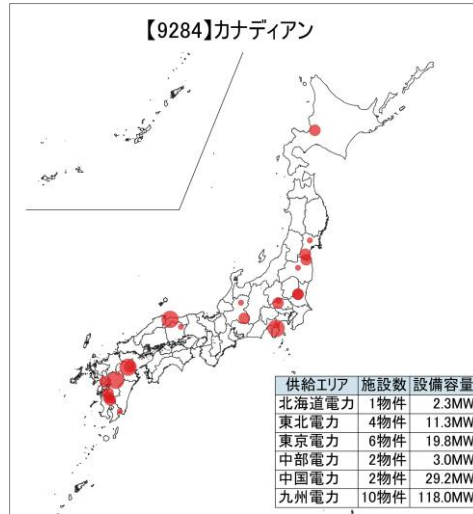 【9284】カナディアン
供給エリア 施設数 設備容量
北海道電力 1物件 2.3MW
東北電力 4物件 11.3MW
東京電力 6物件 19.8MW
中部電力 2物件 3.0MW
中国電力 2物件 29.2MW
九州電力 10物件 118.0MW